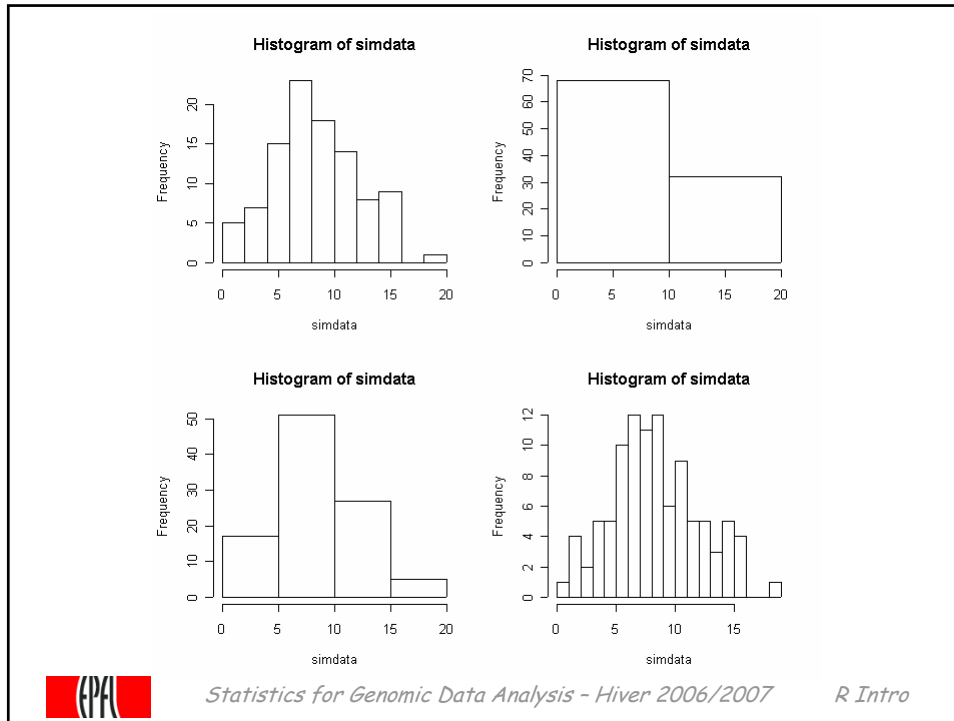 Histogram of simdata
Frequency
0 5 10 15 20
0 5 10 15 20
simdata
Histogram of simdata
Frequency
0 10 20 30 40 50 60 70
0 5 10 15 20
simdata
Histogram of simdata
Frequency
0 10 20 30 40 50
0 5 10 15 20
simdata
Histogram of simdata
Frequency
0 2 4 6 8 10 12
0 5 10 15
simdata
EPFL
Statistics for Genomic Data Analysis – Hiver 2006/2007 R Intro